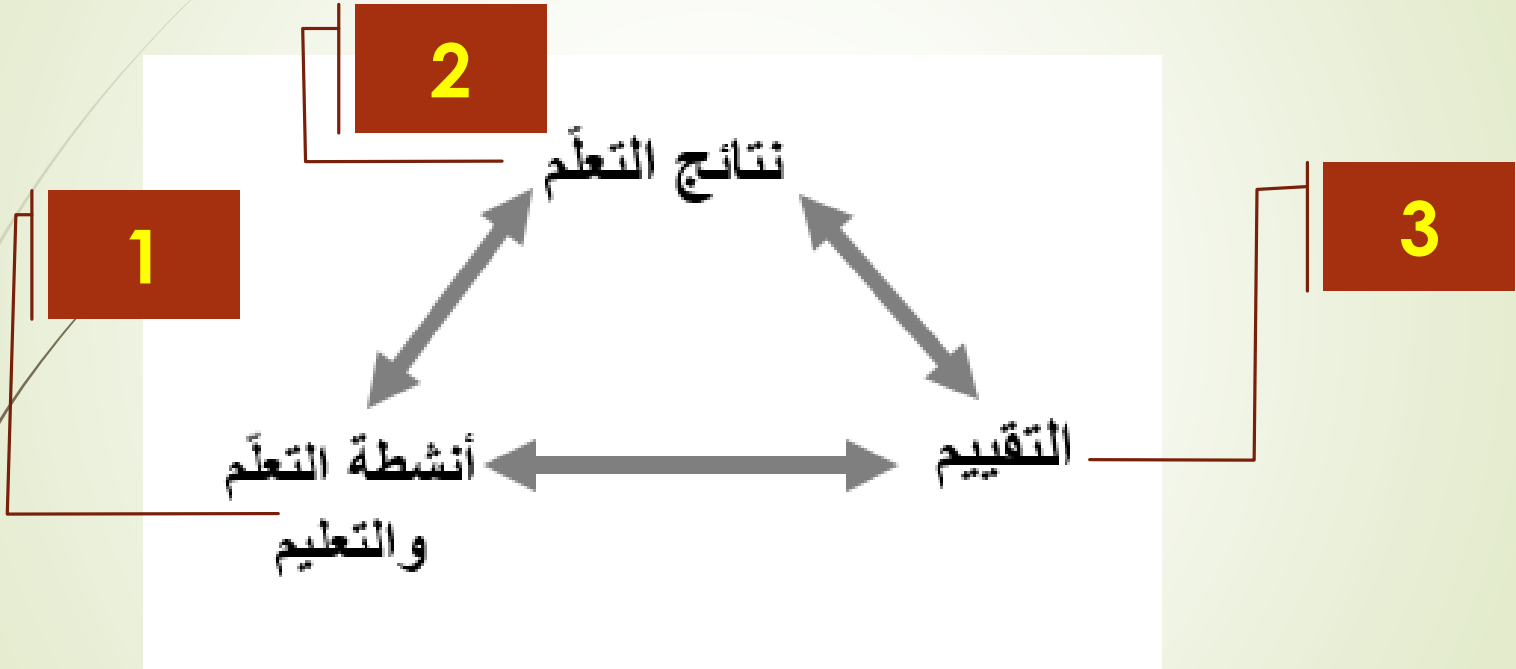 2
نتائج التعلّم
1
3
أنشطة التعلّم
والتعليم
التقييم